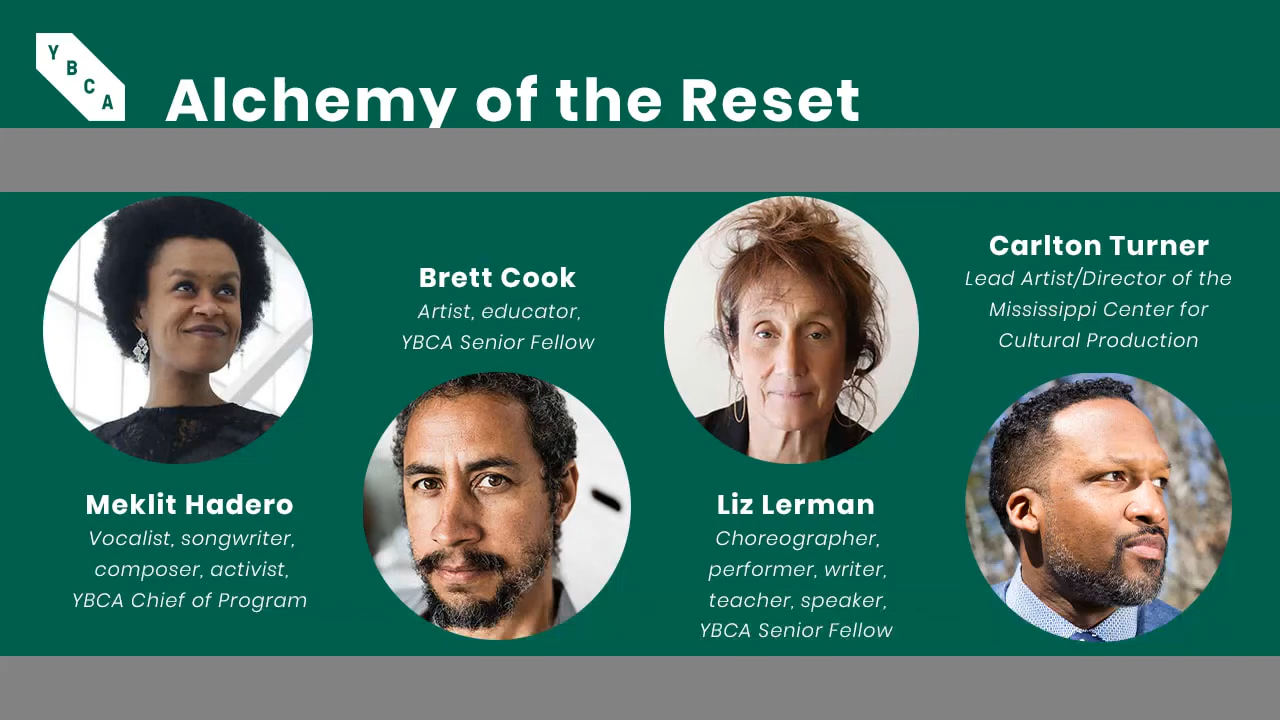 YBCA
Alchemy of the Reset
Meklit Hadero
Vocalist, songwriter,
composer, activist,
YBCA Chief of Program
Brett Cook
Artist, educator,
YBCA Senior Fellow
Liz Lerman
Choreographer,
performer, writer,
teacher, speaker,
YBCA Senior Fellow
Carlton Turner
Lead Artist/Director of the
Mississippi Center for
Cultural Production